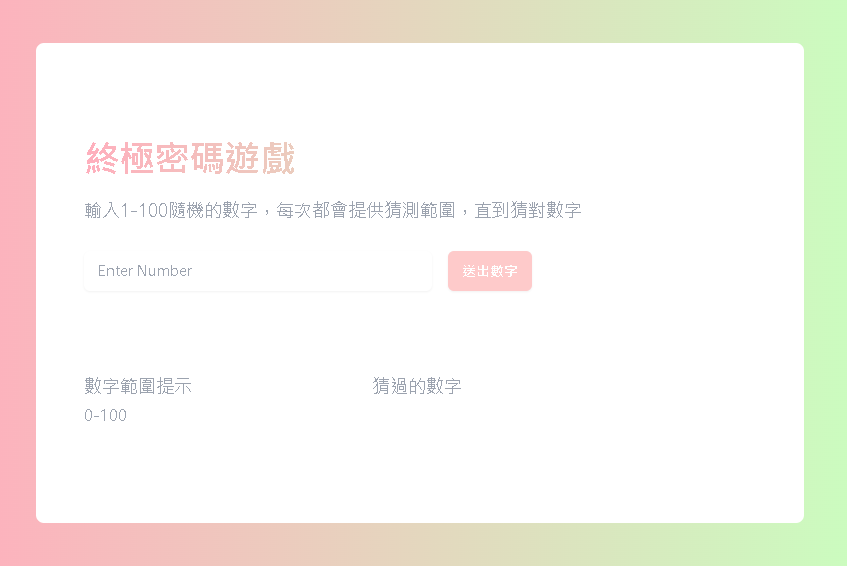 終極密碼遊戲
輸入1-100隨機的數字，每次都會提供猜測範圍，直到猜對數字
Enter Number
送出數字
數字範圍提示
猜過的數字
0-100